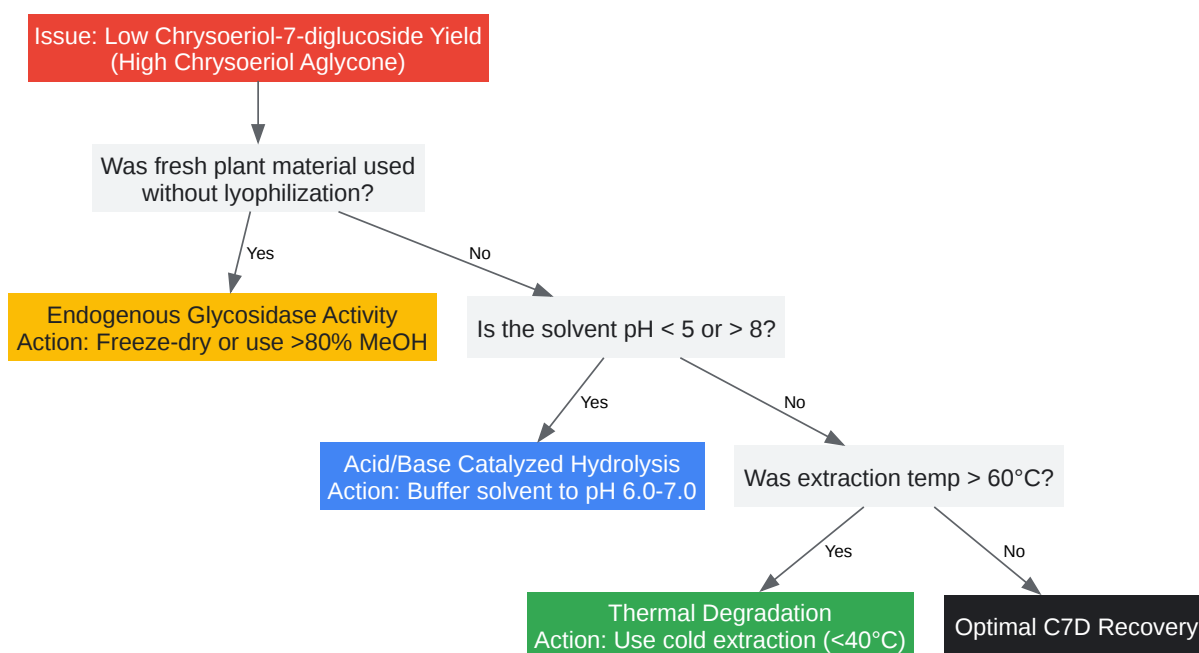 Issue: Low Chrysoeriol-7-diglucoside Yield
(High Chrysoeriol Aglycone)
Was fresh plant material used
without lyophilization?
Yes
No
Endogenous Glycosidase Activity
Action: Freeze-dry or use >80% MeOH
Is the solvent pH < 5 or > 8?
Yes
No
Acid/Base Catalyzed Hydrolysis
Action: Buffer solvent to pH 6.0-7.0
Was extraction temp > 60°C?
Yes
No
Thermal Degradation
Action: Use cold extraction (<40°C)
Optimal C7D Recovery